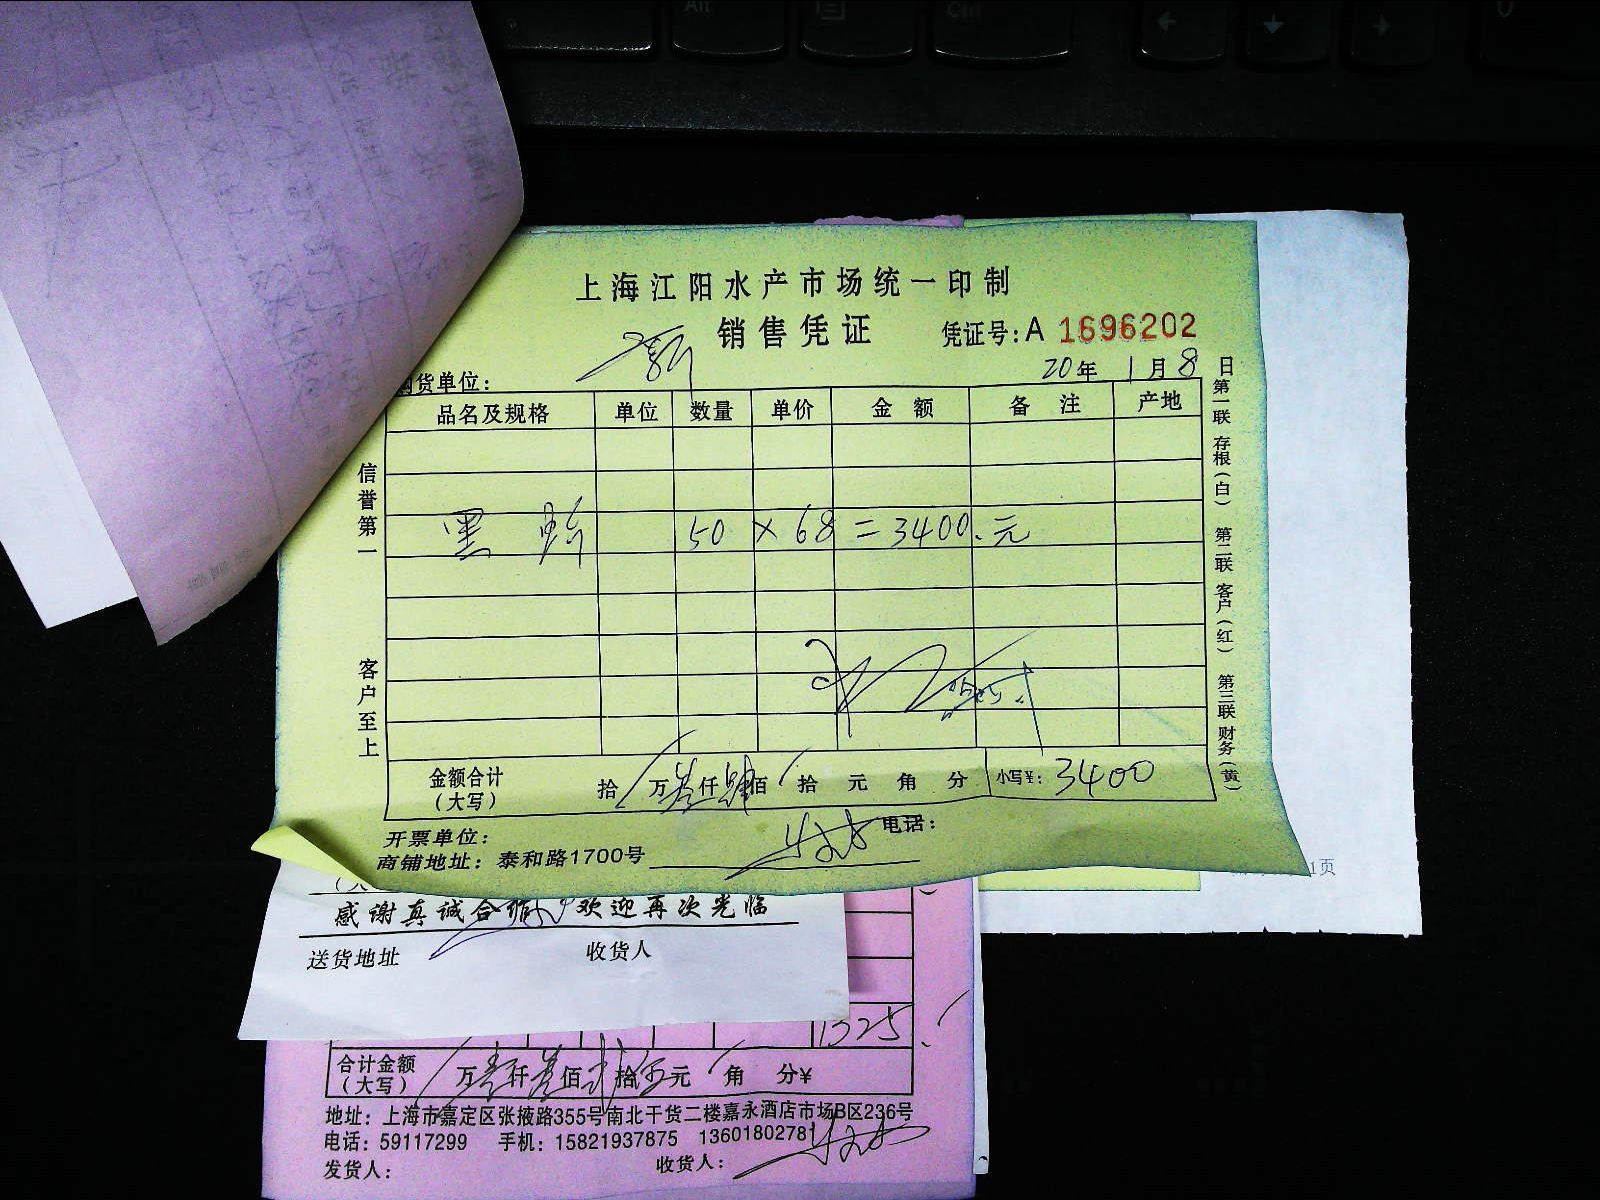 上海江阳水产市场统一印制
销售凭证 凭证号:A 1696202
20年 1月8日
购货单位:
品名及规格 单位 数量 单价 金额 备注 产地
黑 50 × 68 = 3400.元
金额合计(大写) 拾 万叁仟肆佰 拾 元 角 分 小写¥: 3400
开票单位: 电话:
商铺地址: 泰和路1700号
信誉第一 客户至上
第一联 存根(白) 第二联 客户(红) 第三联 财务(黄)
1页
感谢真诚合作 欢迎再次光临
送货地址 收货人
1325
合计金额(大写) 万壹仟叁佰贰拾伍元 角 分¥
地址: 上海市嘉定区张掖路355号南北干货二楼嘉永酒店市场B区236号
电话: 59117299 手机: 15821937875 13601802781
发货人: 收货人: